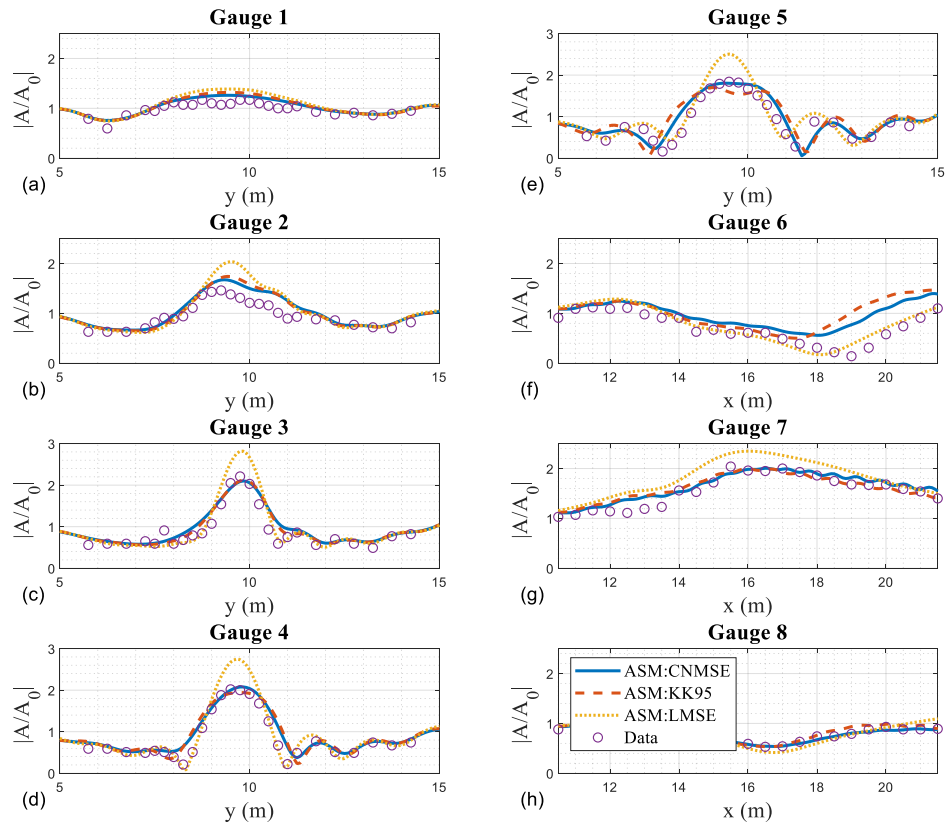 Gauge 1
|A/A0|
2
1
0
5
10
15
(a)
y (m)
Gauge 2
|A/A0|
2
1
0
5
10
15
(b)
y (m)
Gauge 3
|A/A0|
3
2
1
0
5
10
15
(c)
y (m)
Gauge 4
|A/A0|
3
2
1
0
5
10
15
(d)
y (m)
Gauge 5
|A/A0|
3
2
1
0
5
10
15
(e)
y (m)
Gauge 6
|A/A0|
2
1
0
12
14
16
18
20
(f)
x (m)
Gauge 7
|A/A0|
2
1
0
12
14
16
18
20
(g)
x (m)
Gauge 8
|A/A0|
2
1
0
ASM:CNMSE
ASM:KK95
ASM:LMSE
Data
12
14
16
18
20
(h)
x (m)